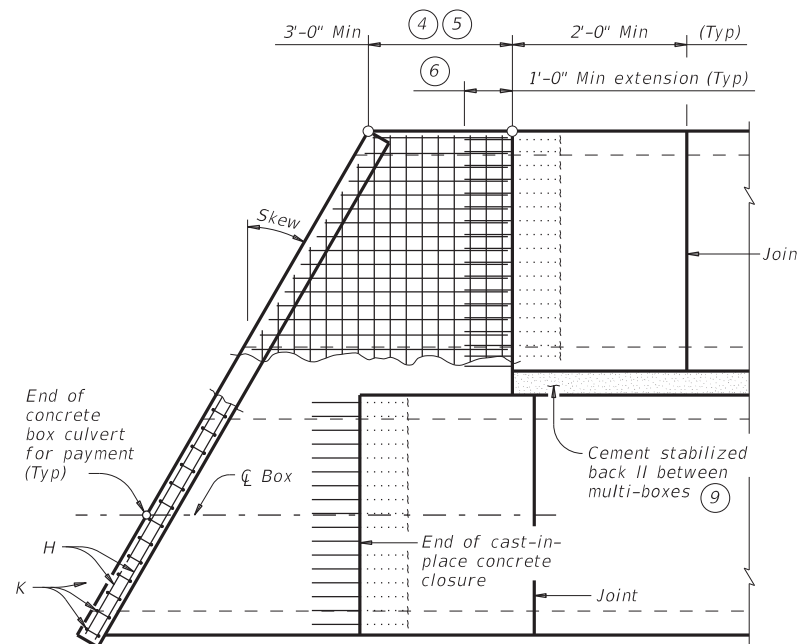 3'-0" Min
4 5
2'-0" Min
(Typ)
6
1'-0" Min extension (Typ)
Skew
Join
End of
concrete
box culvert
for payment
(Typ)
℄ Box
Cement stabilized
back II between
multi-boxes 9
End of cast-in-
place concrete
closure
H
K
Joint